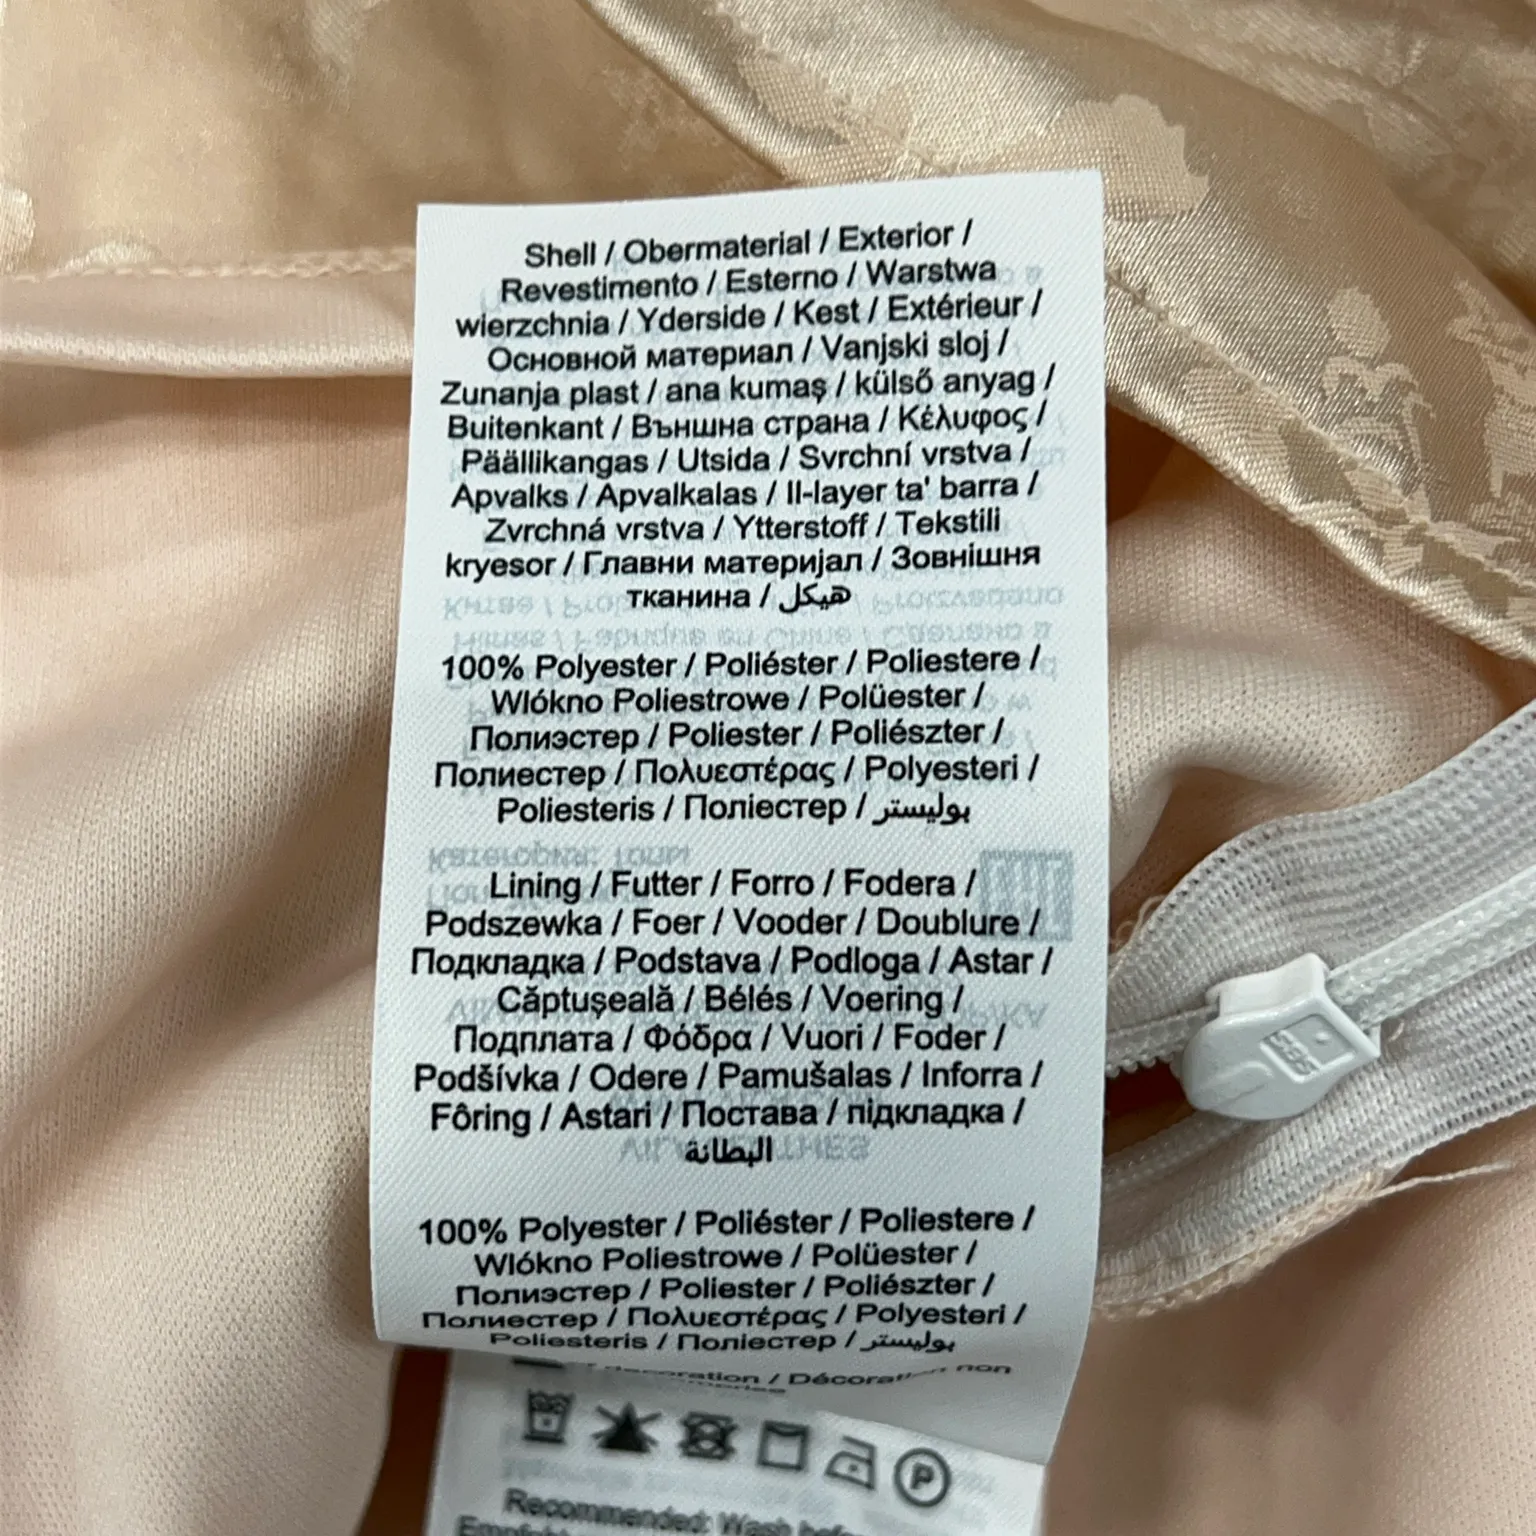 Shell / Obermaterial / Exterior /
Revestimento / Esterno / Warstwa
wierzchnia / Yderside / Kest / Extérieur /
Основной материал / Vanjski sloj /
Zunanja plast / ana kumaş / külső anyag /
Buitenkant / Външна страна / Κέλυφος /
Päällikangas / Utsida / Svrchní vrstva /
Apvalks / Apvalkalas / Il-layer ta' barra /
Zvrchná vrstva / Ytterstoff / Tekstili
kryesor / Главни материјал / Зовнішня
тканина / هيكل
100% Polyester / Poliéster / Poliestere /
Wlókno Poliestrowe / Polüester /
Полиэстер / Poliester / Poliészter /
Полиестер / Πολυεστέρας / Polyesteri /
Poliesteris / Поліестер / بوليستر
Lining / Futter / Forro / Fodera /
Podszewka / Foer / Vooder / Doublure /
Подкладка / Podstava / Podloga / Astar /
Căptușeală / Bélés / Voering /
Подплата / Φόδρα / Vuori / Foder /
Podšívka / Odere / Pamušalas / Inforra /
Fôring / Astari / Постава / підкладка /
البطانة
100% Polyester / Poliéster / Poliestere /
Wlókno Poliestrowe / Polüester /
Полиэстер / Poliester / Poliészter /
Полиестер / Πολυεστέρας / Polyesteri /
Poliesteris / Поліестер / بوليستر
/ Décoration non
P
Recommended: Wash